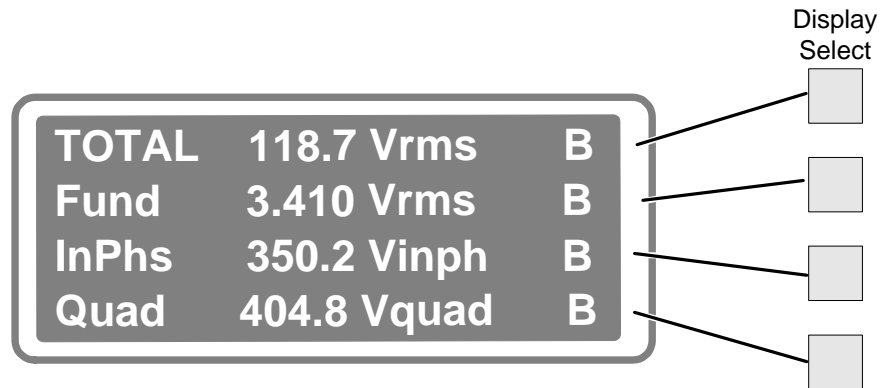 Display
Select
TOTAL 118.7 Vrms B
Fund 3.410 Vrms B
InPhs 350.2 Vinph B
Quad 404.8 Vquad B